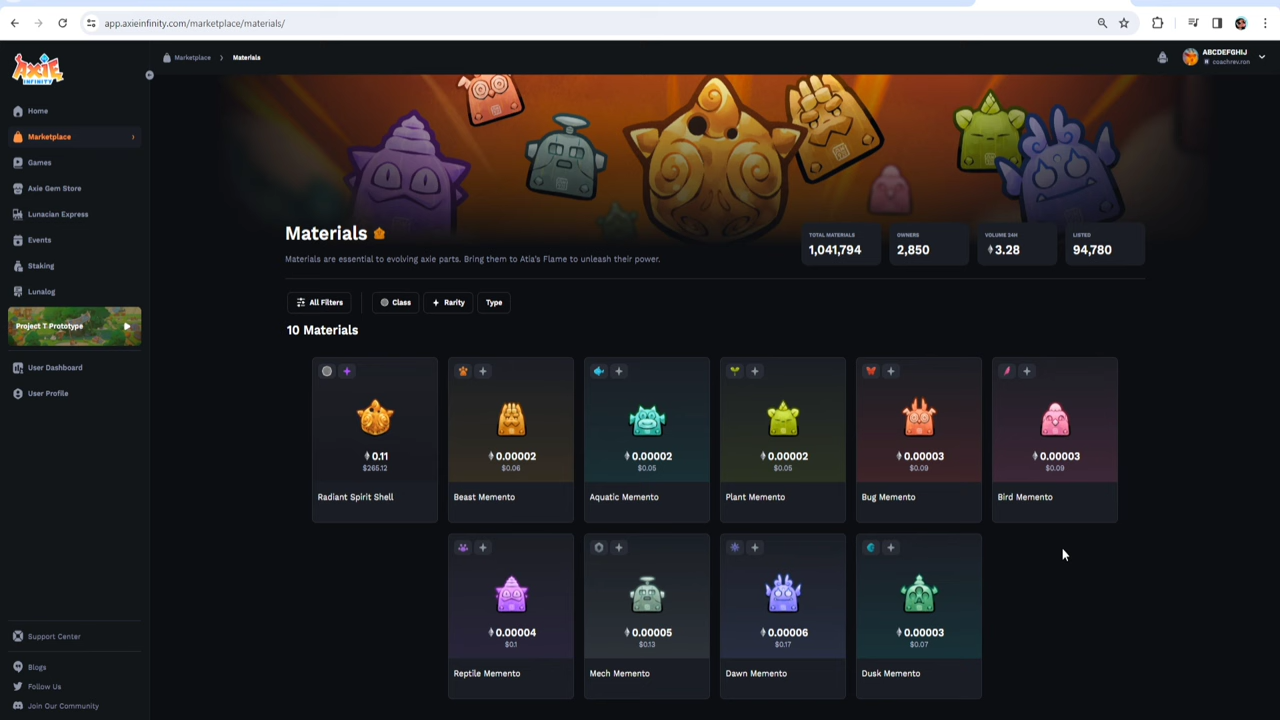 app.axieinfinity.com/marketplace/materials/
AXIE
INFINITY
Marketplace
Materials
ABCDEFGHIJ
coachrev.ron
Home
Marketplace
Games
Axie Gem Store
Lunacian Express
Events
Staking
Lunalog
Project T Prototype
User Dashboard
User Profile
Support Center
Blogs
Follow Us
Join Our Community
Materials
Materials are essential to evolving axie parts. Bring them to Atia's Flame to unleash their power.
TOTAL MATERIALS
1,041,794
OWNERS
2,850
VOLUME 24H
3.28
LISTED
94,780
All Filters
Class
Rarity
Type
10 Materials
0.11
$265.12
Radiant Spirit Shell
0.00002
$0.06
Beast Memento
0.00002
$0.05
Aquatic Memento
0.00002
$0.05
Plant Memento
0.00003
$0.09
Bug Memento
0.00003
$0.09
Bird Memento
0.00004
$0.1
Reptile Memento
0.00005
$0.13
Mech Memento
0.00006
$0.17
Dawn Memento
0.00003
$0.07
Dusk Memento